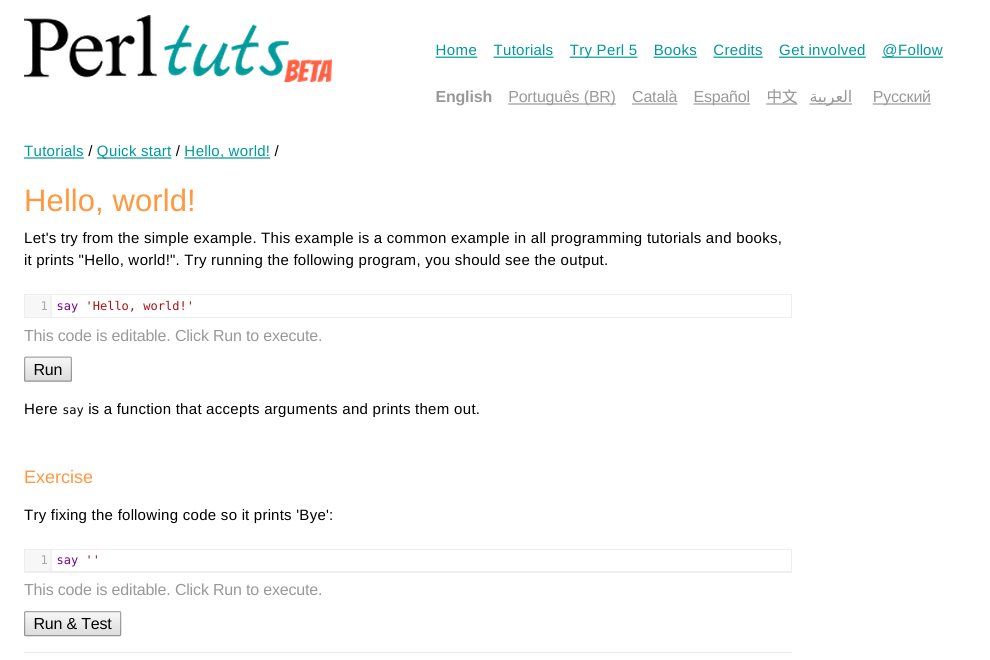 Perl tuts BETA
Home Tutorials Try Perl 5 Books Credits Get involved @Follow
English Português (BR) Català Español 中文 العربية Русский
Tutorials / Quick start / Hello, world! /
Hello, world!
Let's try from the simple example. This example is a common example in all programming tutorials and books,
it prints "Hello, world!". Try running the following program, you should see the output.
1 say 'Hello, world!'
This code is editable. Click Run to execute.
Run
Here say is a function that accepts arguments and prints them out.
Exercise
Try fixing the following code so it prints 'Bye':
1 say ''
This code is editable. Click Run to execute.
Run & Test